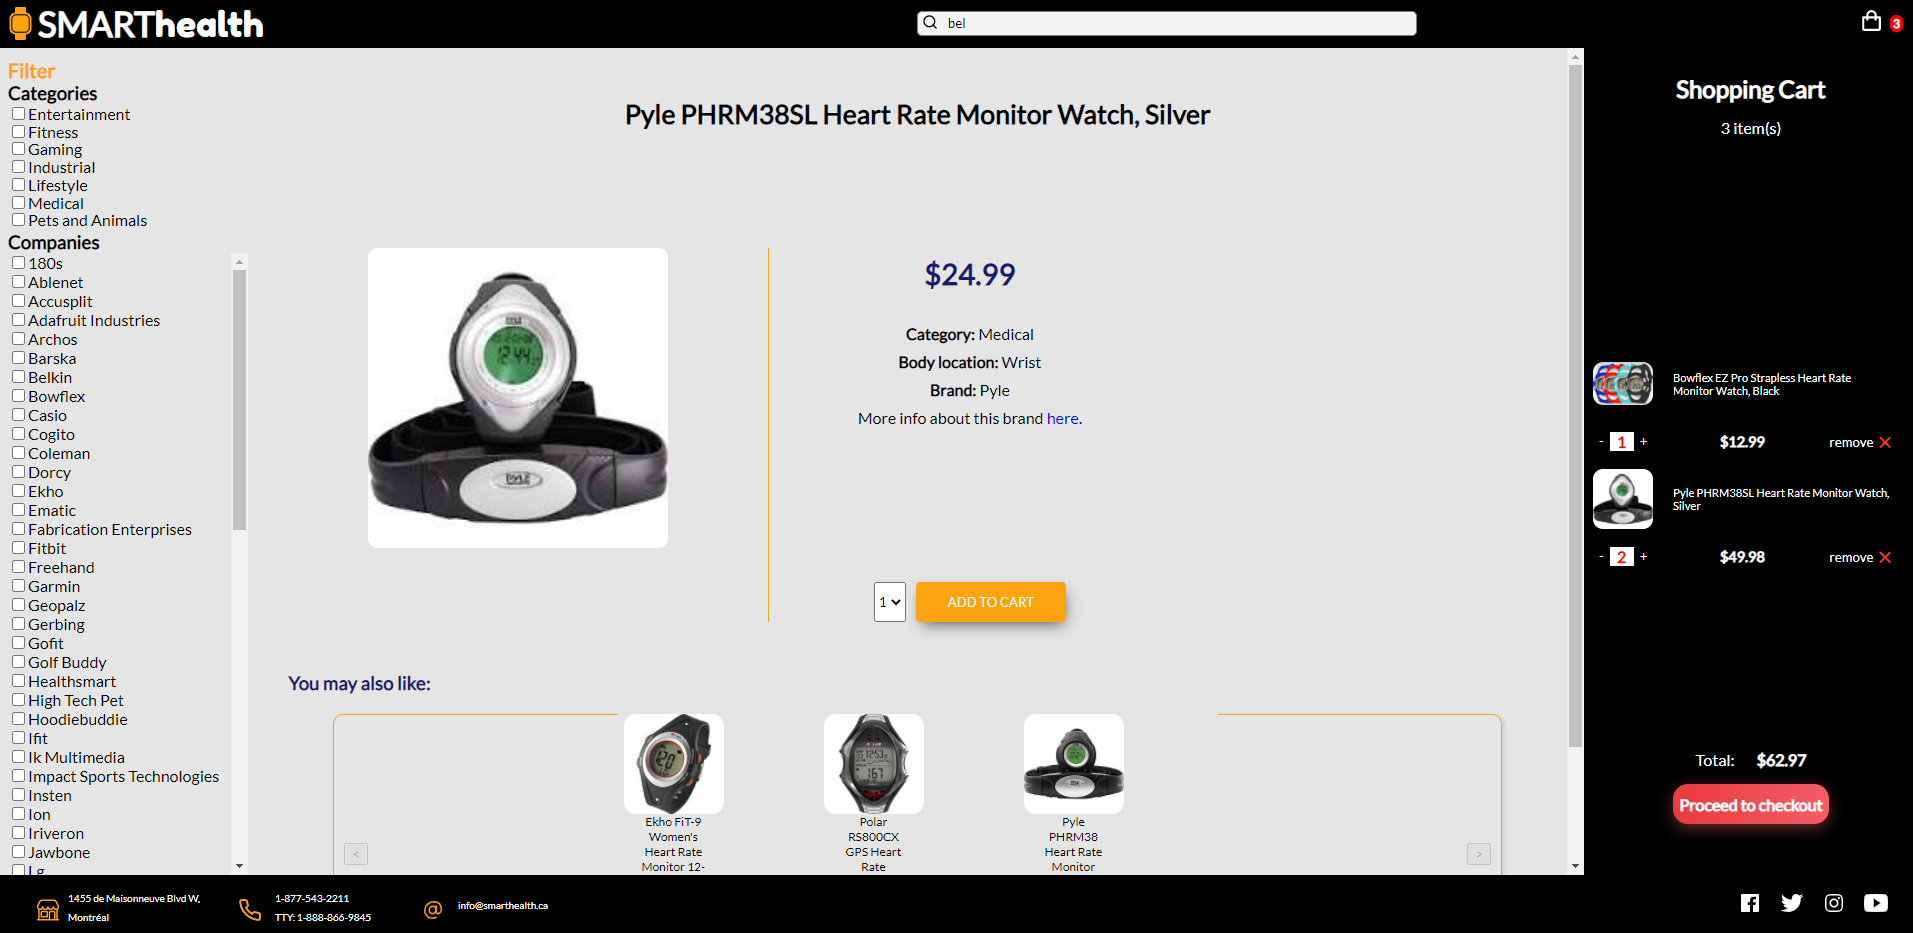 SMARThealth
bel
3
Filter
Categories
Entertainment
Fitness
Gaming
Industrial
Lifestyle
Medical
Pets and Animals
Companies
180s
Ablenet
Accusplit
Adafruit Industries
Archos
Barska
Belkin
Bowflex
Casio
Cogito
Coleman
Dorcy
Ekho
Ematic
Fabrication Enterprises
Fitbit
Freehand
Garmin
Geopalz
Gerbing
Gofit
Golf Buddy
Healthsmart
High Tech Pet
Hoodiebuddie
Ifit
Ik Multimedia
Impact Sports Technologies
Insten
Ion
Iriveron
Jawbone
Lg
Pyle PHRM38SL Heart Rate Monitor Watch, Silver
$24.99
Category: Medical
Body location: Wrist
Brand: Pyle
More info about this brand here.
1
ADD TO CART
You may also like:
<
Ekho FiT-9
Women's
Heart Rate
Monitor 12-
Polar
RS800CX
GPS Heart
Rate
Pyle
PHRM38
Heart Rate
Monitor
>
Shopping Cart
3 item(s)
Bowflex EZ Pro Strapless Heart Rate
Monitor Watch, Black
- 1 + $12.99 remove
Pyle PHRM38SL Heart Rate Monitor Watch,
Silver
- 2 + $49.98 remove
Total: $62.97
Proceed to checkout
1455 de Maisonneuve Blvd W,
Montréal
1-877-543-2211
TTY: 1-888-866-9845
@ info@smarthealth.ca